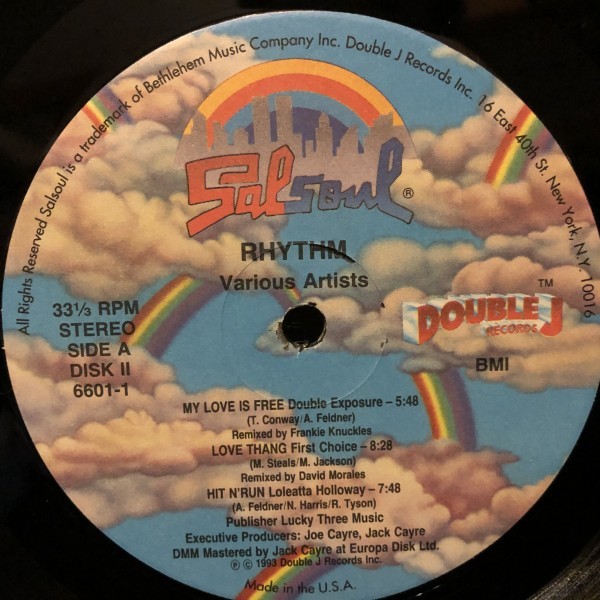 All Rights Reserved Salsoul is a trademark of Bethlehem Music Company Inc. Double J Records Inc. 16 East 40th St. New York, N.Y. 10016
Salsoul®
RHYTHM
Various Artists
33⅓ RPM
STEREO
SIDE A
DISK II
6601-1
DOUBLE J ™
RECORDS
BMI
MY LOVE IS FREE Double Exposure – 5:48
(T. Conway/A. Feldner)
Remixed by Frankie Knuckles
LOVE THANG First Choice – 8:28
(M. Steals/M. Jackson)
Remixed by David Morales
HIT N'RUN Loleatta Holloway – 7:48
(A. Feldner/N. Harris/R. Tyson)
Publisher Lucky Three Music
Executive Producers: Joe Cayre, Jack Cayre
DMM Mastered by Jack Cayre at Europa Disk Ltd.
℗ © 1993 Double J Records Inc.
Made in the U.S.A.